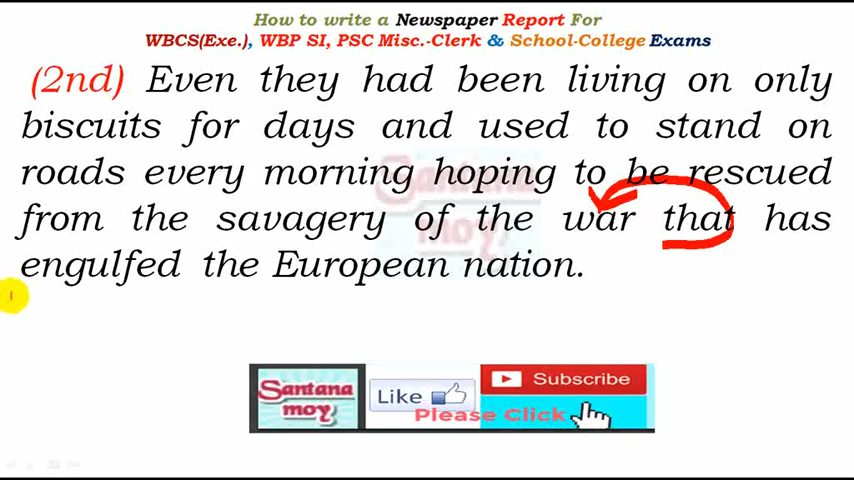 How to write a Newspaper Report For
WBCS(Exe.), WBP SI, PSC Misc.-Clerk & School-College Exams
(2nd) Even they had been living on only
biscuits for days and used to stand on
roads every morning hoping to be rescued
from the savagery of the war that has
engulfed the European nation.
Santana
moy
Santana
moy
Like
Subscribe
Please Click